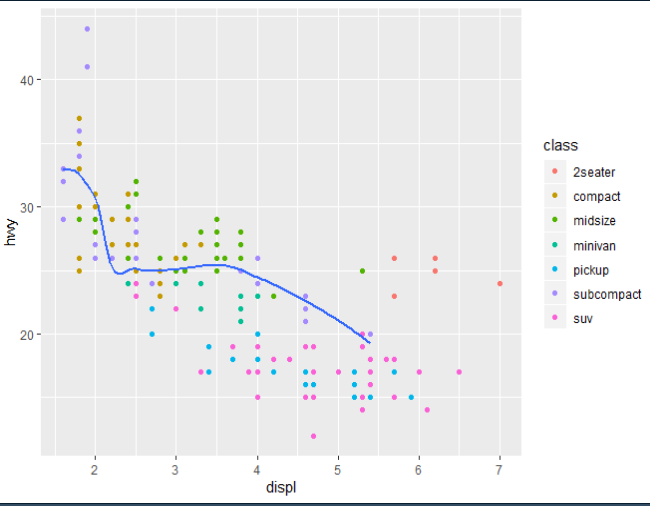 40
30
20
hwy
2
3
4
5
6
7
displ
class
2seater
compact
midsize
minivan
pickup
subcompact
suv